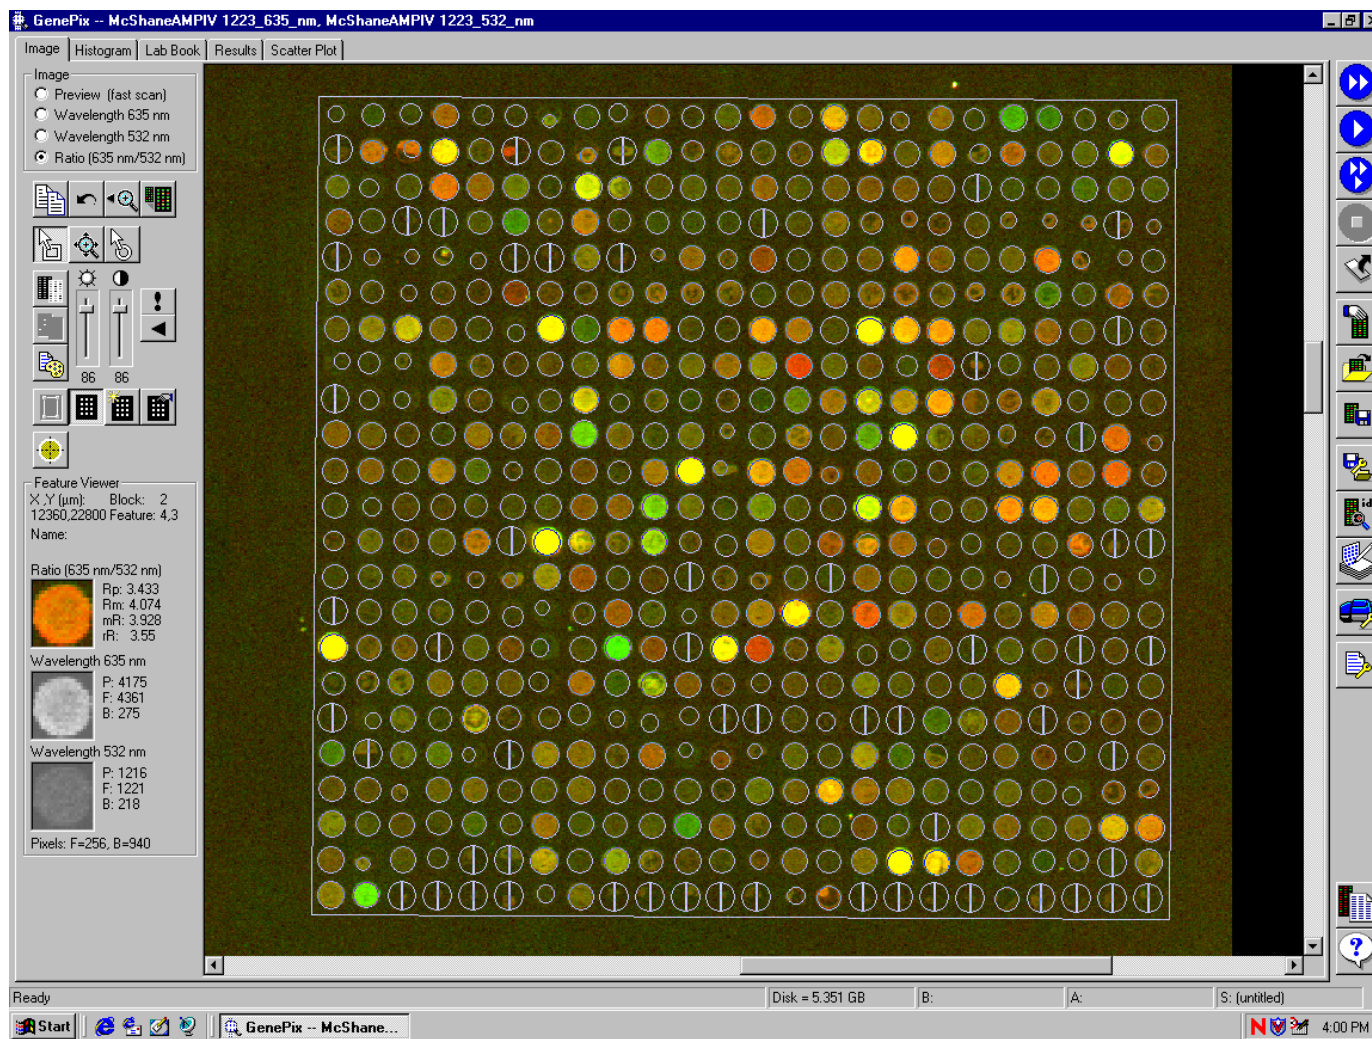 GenePix -- McShaneAMPIV 1223_635_nm, McShaneAMPIV 1223_532_nm
Image Histogram Lab Book Results Scatter Plot
Image
Preview (fast scan)
Wavelength 635 nm
Wavelength 532 nm
Ratio (635 nm/532 nm)
86 86
Feature Viewer
X ,Y (µm): Block: 2
12360,22800 Feature: 4,3
Name:
Ratio (635 nm/532 nm)
Rp: 3.433
Rm: 4.074
mR: 3.928
rR: 3.55
Wavelength 635 nm
P: 4175
F: 4361
B: 275
Wavelength 532 nm
P: 1216
F: 1221
B: 218
Pixels: F=256, B=940
id
Ready Disk = 5.351 GB B: A: S: (untitled)
Start GenePix -- McShane... N 4:00 PM